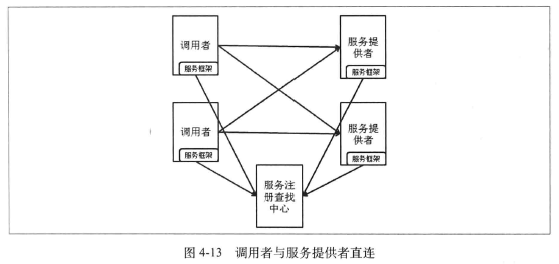 调用者
服务框架
服务提
供者
服务框架
调用者
服务框架
服务提
供者
服务框架
服务注
册查找
中心
图 4-13 调用者与服务提供者直连